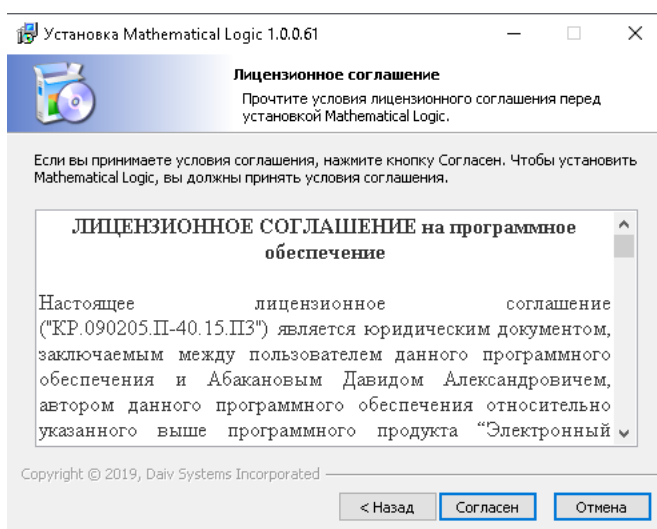 Установка Mathematical Logic 1.0.0.61
Лицензионное соглашение
Прочтите условия лицензионного соглашения перед
установкой Mathematical Logic.
Если вы принимаете условия соглашения, нажмите кнопку Согласен. Чтобы установить
Mathematical Logic, вы должны принять условия соглашения.
ЛИЦЕНЗИОННОЕ СОГЛАШЕНИЕ на программное
обеспечение
Настоящее лицензионное соглашение
("КР.090205.П-40.15.ПЗ") является юридическим документом,
заключаемым между пользователем данного программного
обеспечения и Абакановым Давидом Александровичем,
автором данного программного обеспечения относительно
указанного выше программного продукта “Электронный
Copyright © 2019, Daiv Systems Incorporated
< Назад Согласен Отмена